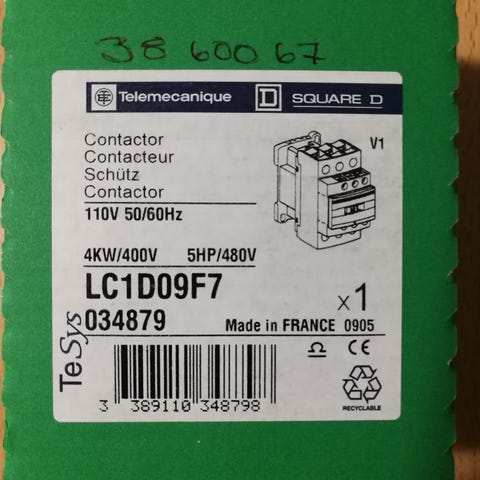 38 600 67
Telemecanique SQUARE D
Contactor
Contacteur
Schütz
Contactor
V1
110V 50/60Hz
4KW/400V 5HP/480V
LC1D09F7
034879
x1
Made in FRANCE 0905
TeSys
CE
3 389110 348798
RECYCLABLE